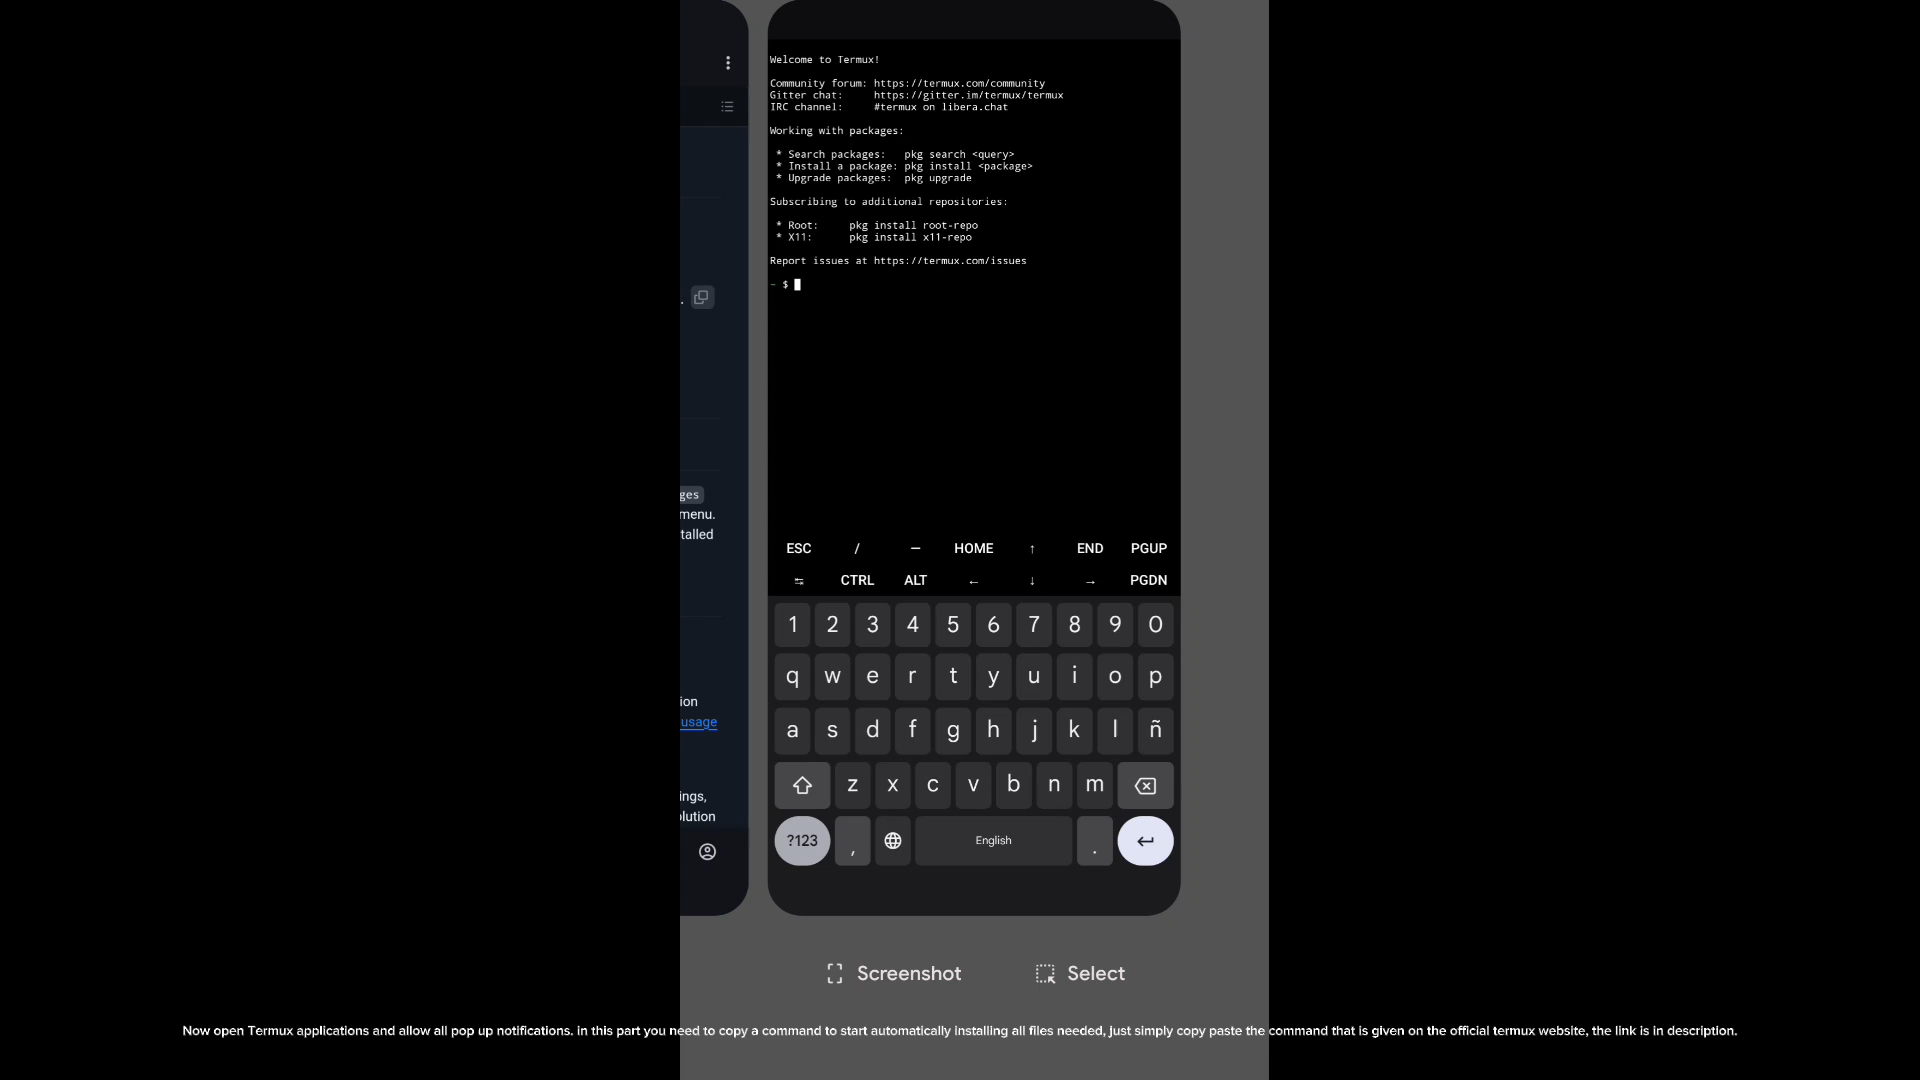 Welcome to Termux!
Community forum: https://termux.com/community
Gitter chat: https://gitter.im/termux/termux
IRC channel: #termux on libera.chat
Working with packages:
* Search packages: pkg search <query>
* Install a package: pkg install <package>
* Upgrade packages: pkg upgrade
Subscribing to additional repositories:
* Root: pkg install root-repo
* X11: pkg install x11-repo
Report issues at https://termux.com/issues
~ $
.
ges
menu.
talled
ion
usage
ings,
olution
ESC / — HOME ↑ END PGUP
⇆ CTRL ALT ← ↓ → PGDN
1 2 3 4 5 6 7 8 9 0
q w e r t y u i o p
a s d f g h j k l ñ
z x c v b n m
?123 , English .
Screenshot Select
Now open Termux applications and allow all pop up notifications. in this part you need to copy a command to start automatically installing all files needed, just simply copy paste the command that is given on the official termux website, the link is in description.